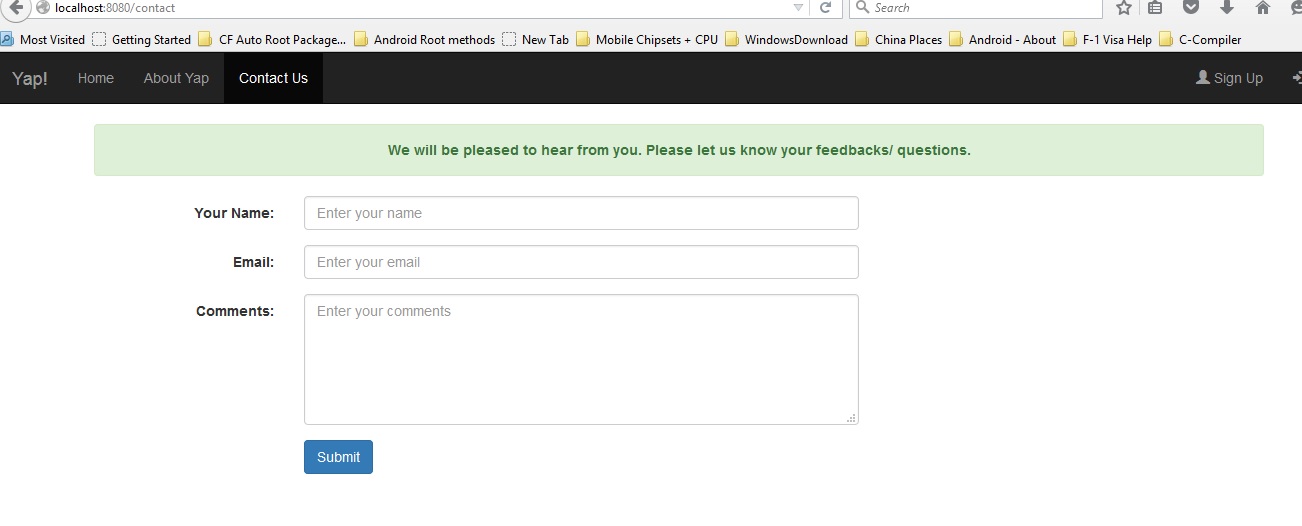 localhost:8080/contact
Search
Most Visited Getting Started CF Auto Root Package... Android Root methods New Tab Mobile Chipsets + CPU WindowsDownload China Places Android - About F-1 Visa Help C-Compiler
Yap! Home About Yap Contact Us Sign Up
We will be pleased to hear from you. Please let us know your feedbacks/ questions.
Your Name: Enter your name
Email: Enter your email
Comments: Enter your comments
Submit